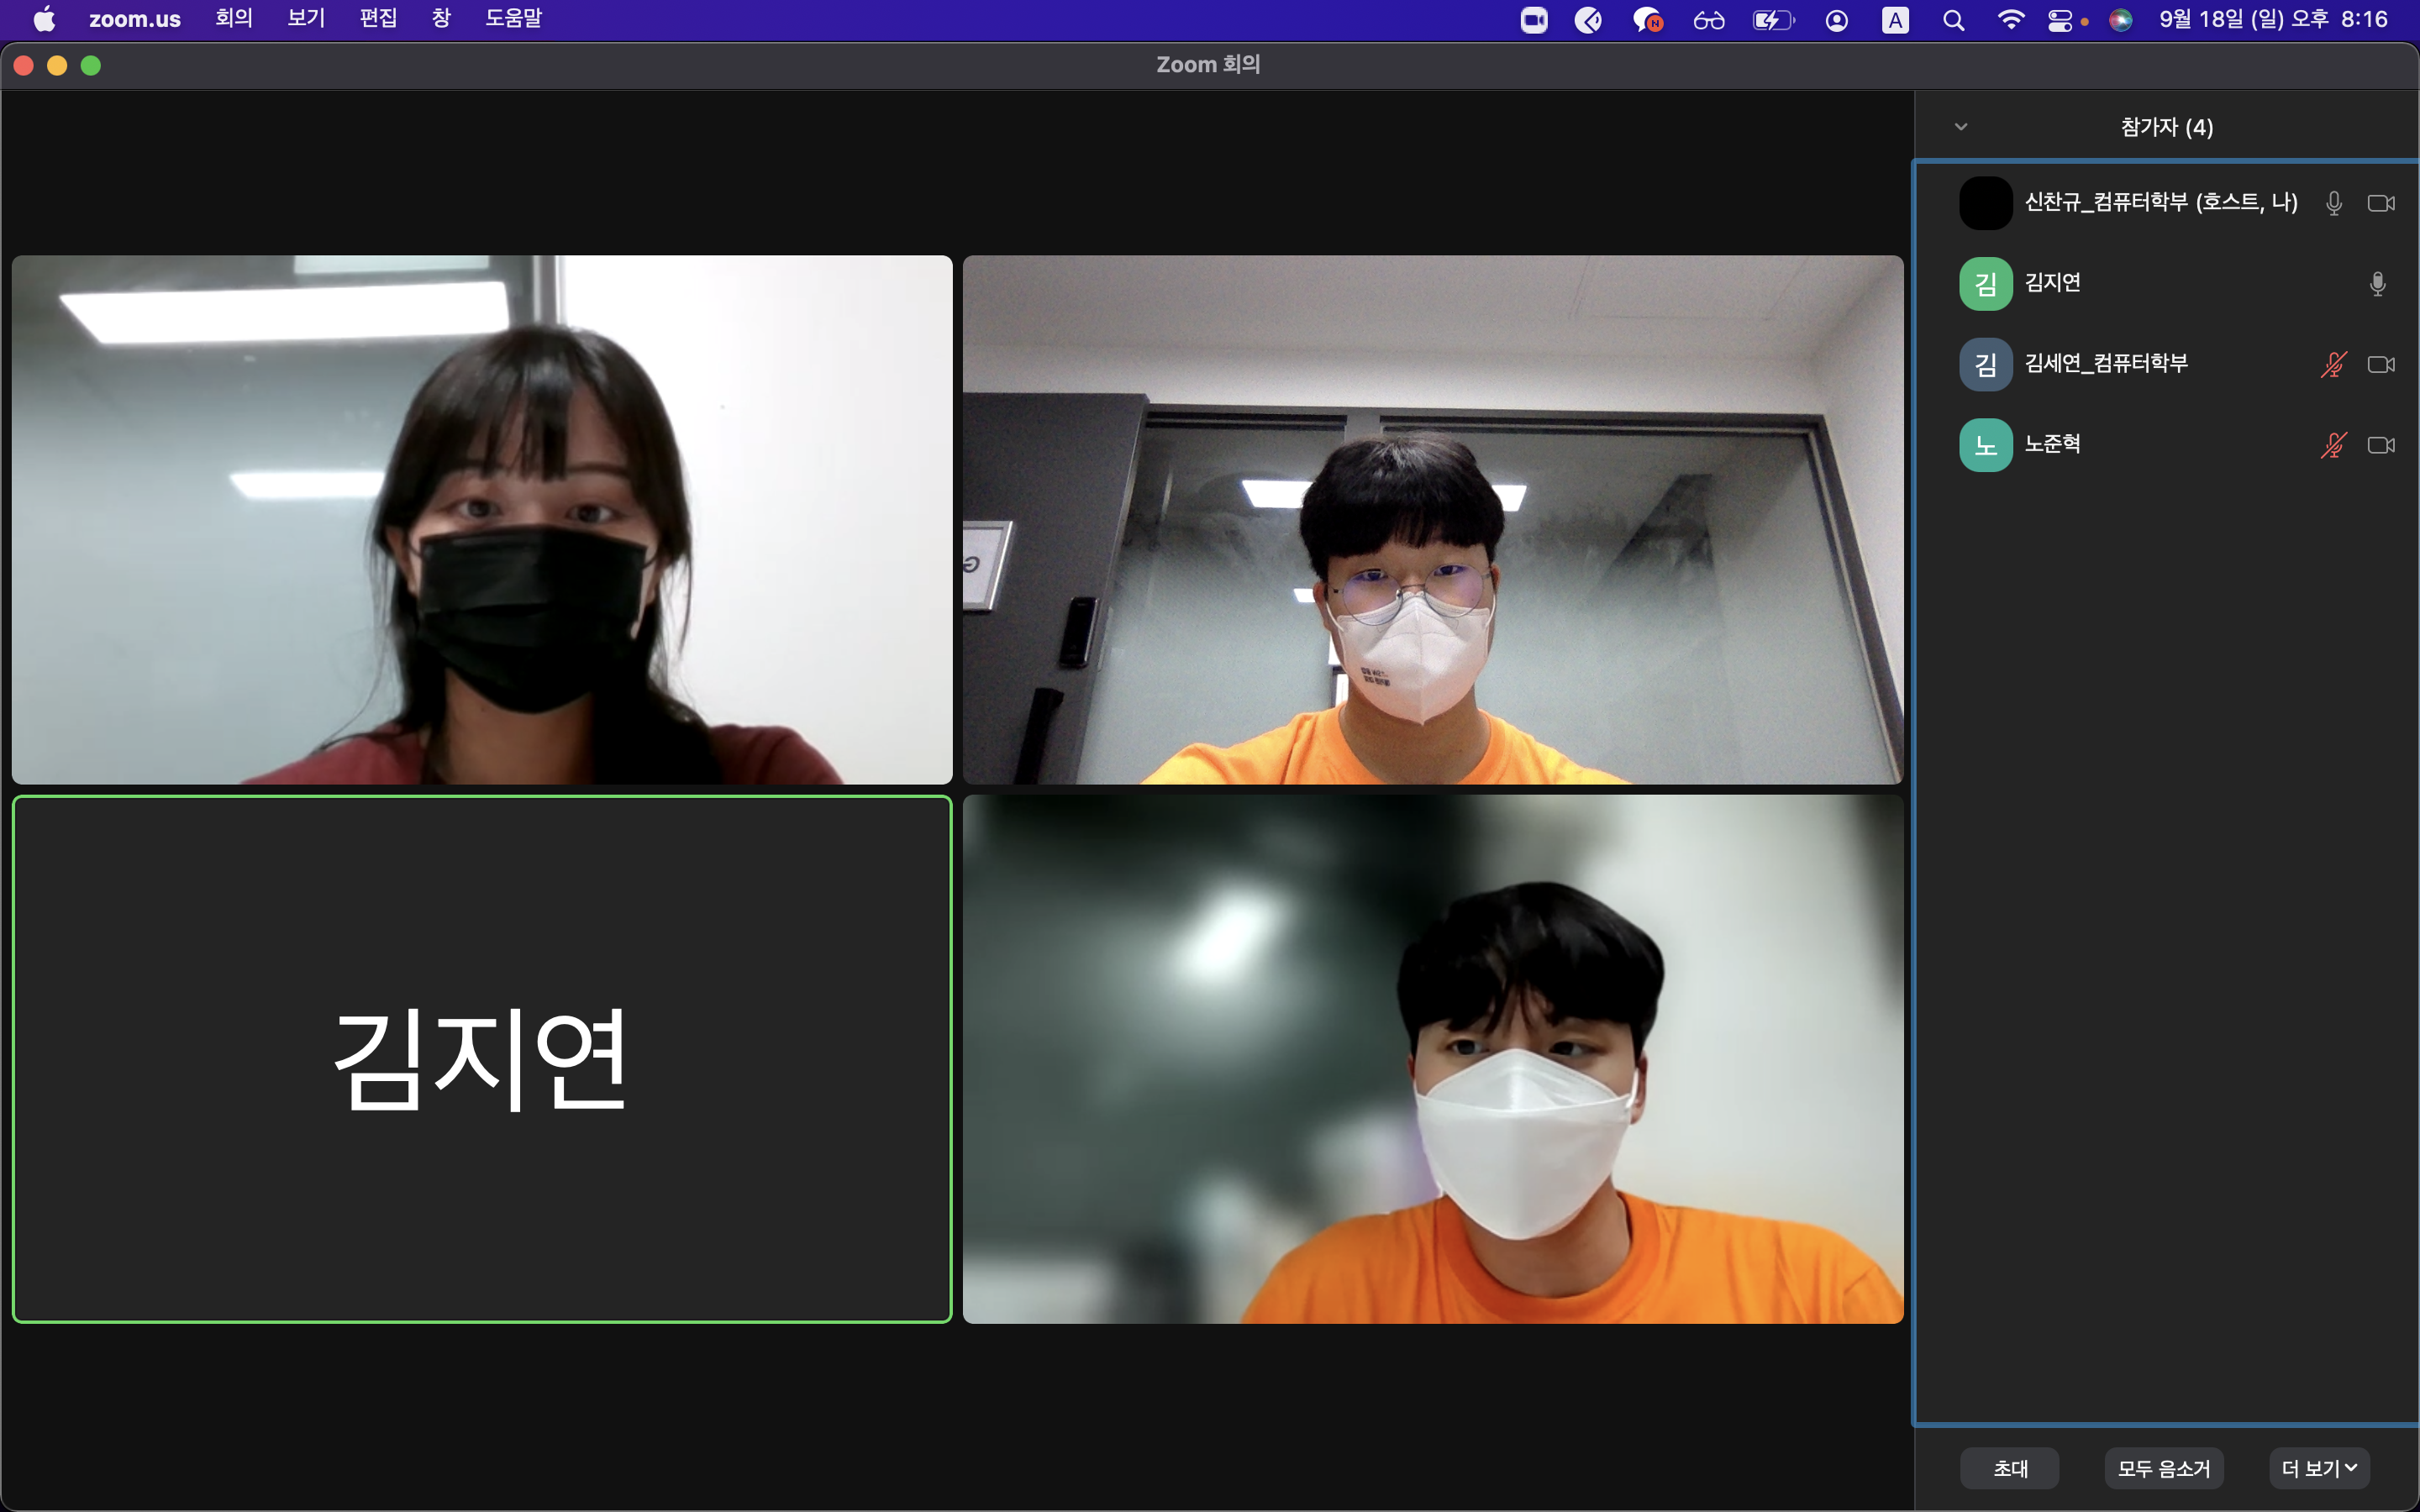 zoom.us 회의 보기 편집 창 도움말 A 9월 18일 (일) 오후 8:16
Zoom 회의
참가자 (4)
신찬규_컴퓨터학부 (호스트, 나)
김 김지연
김 김세연_컴퓨터학부
노 노준혁
김지연
초대 모두 음소거 더 보기